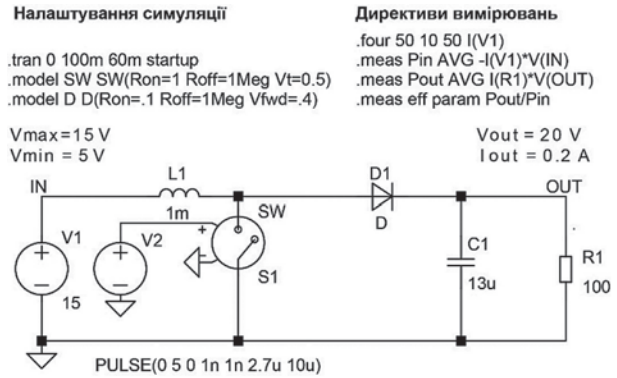 Налаштування симуляції
Директиви вимірювань
.tran 0 100m 60m startup
.model SW SW(Ron=1 Roff=1Meg Vt=0.5)
.model D D(Ron=.1 Roff=1Meg Vfwd=.4)
.four 50 10 50 I(V1)
.meas Pin AVG -I(V1)*V(IN)
.meas Pout AVG I(R1)*V(OUT)
.meas eff param Pout/Pin
Vmax=15 V
Vmin = 5 V
Vout = 20 V
Iout = 0.2 A
IN
L1
1m
D1
D
OUT
SW
S1
V1
15
V2
C1
13u
R1
100
PULSE(0 5 0 1n 1n 2.7u 10u)